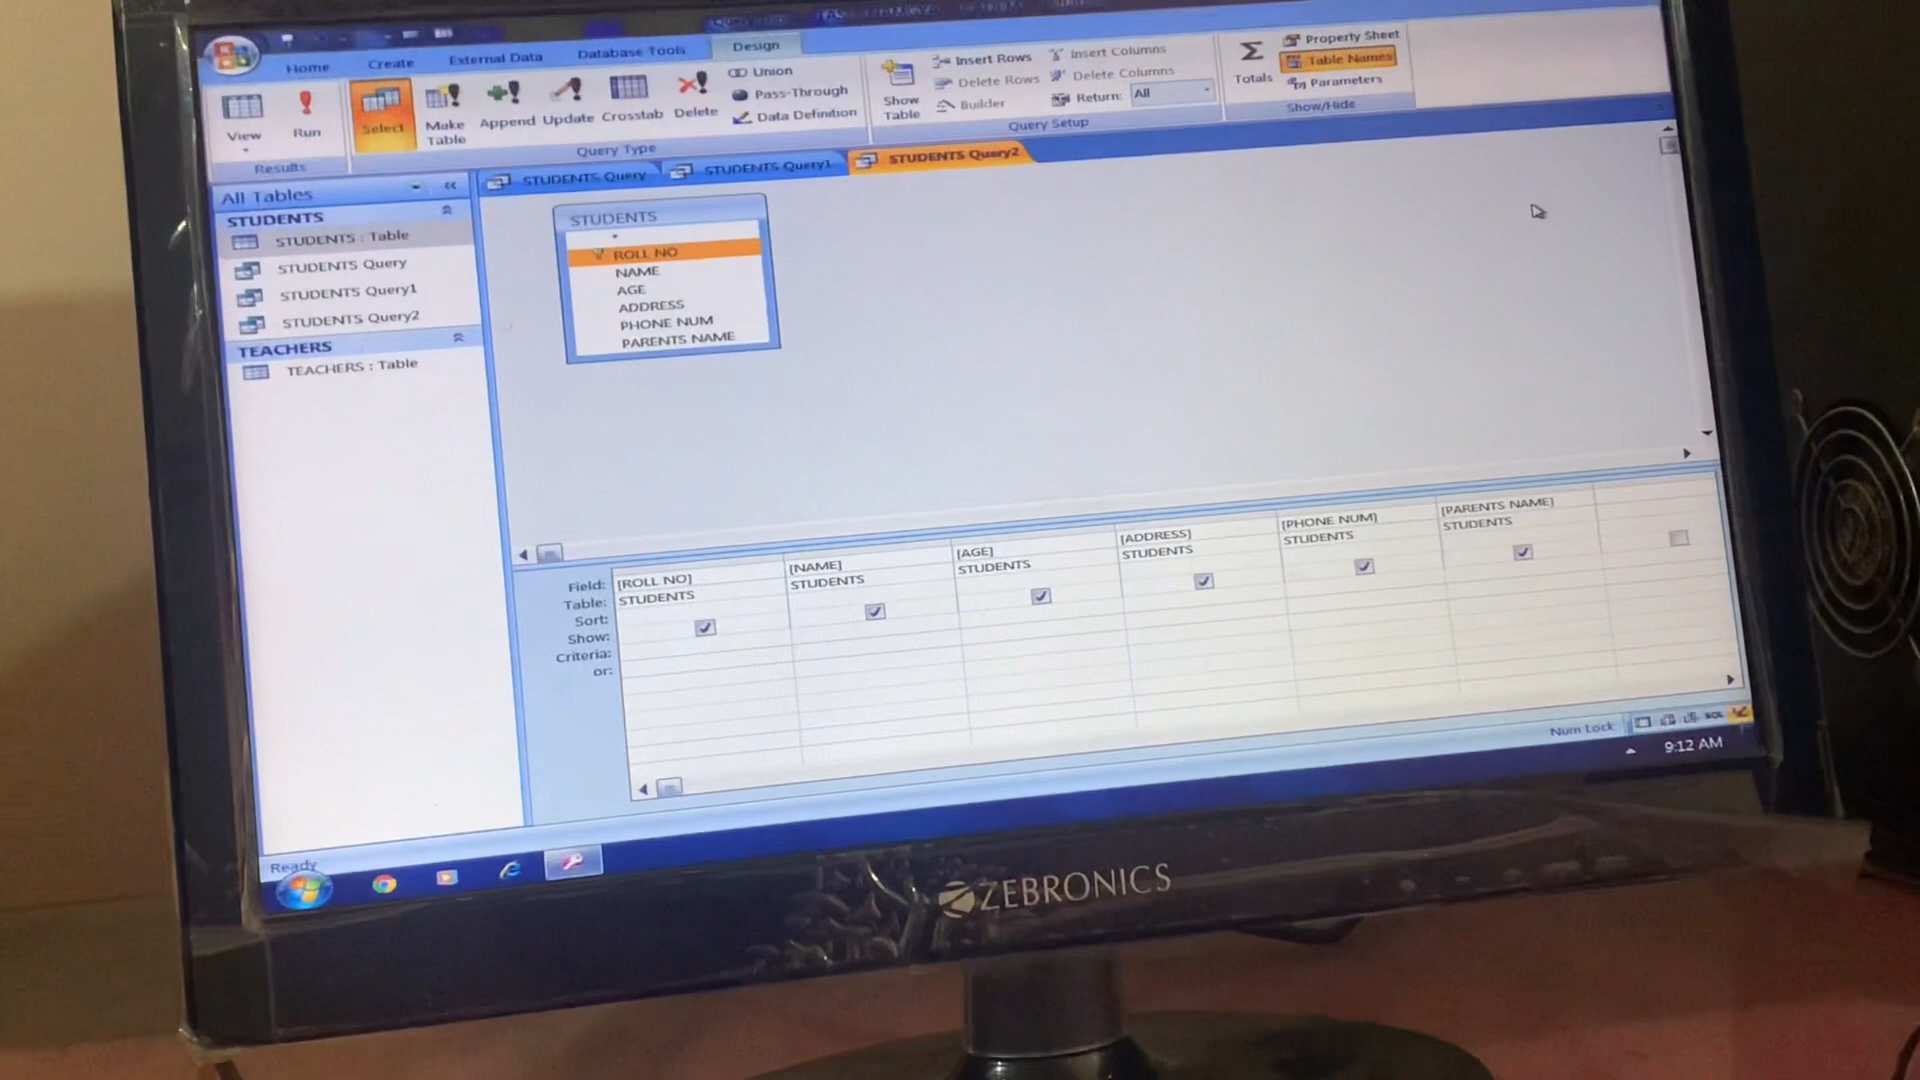 Home Create External Data Database Tools Design
View
Run
Results
Select
Make Table
Append
Update
Crosstab
Delete
Union
Pass-Through
Data Definition
Query Type
Show Table
Insert Rows
Delete Rows
Builder
Insert Columns
Delete Columns
Return: All
Query Setup
Totals
Property Sheet
Table Names
Parameters
Show/Hide
All Tables
STUDENTS
STUDENTS : Table
STUDENTS Query
STUDENTS Query1
STUDENTS Query2
TEACHERS
TEACHERS : Table
STUDENTS Query STUDENTS Query1 STUDENTS Query2
STUDENTS
*
ROLL NO
NAME
AGE
ADDRESS
PHONE NUM
PARENTS NAME
Field: [ROLL NO] [NAME] [AGE] [ADDRESS] [PHONE NUM] [PARENTS NAME]
Table: STUDENTS STUDENTS STUDENTS STUDENTS STUDENTS STUDENTS
Sort:
Show:
Criteria:
or:
Num Lock
SQL
9:12 AM
Ready
ZEBRONICS